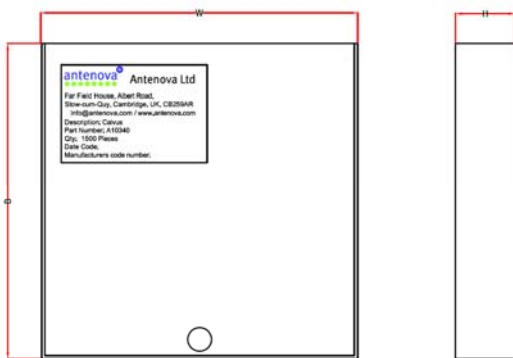 W
H
D
antenova
Antenova Ltd
Far Field House, Albert Road,
Stow-cum-Quy, Cambridge, UK, CB259AR
info@antenova.com / www.antenova.com
Description; Calvus
Part Number; A10340
Qty; 1500 Pieces
Date Code;
Manufacturers code number;